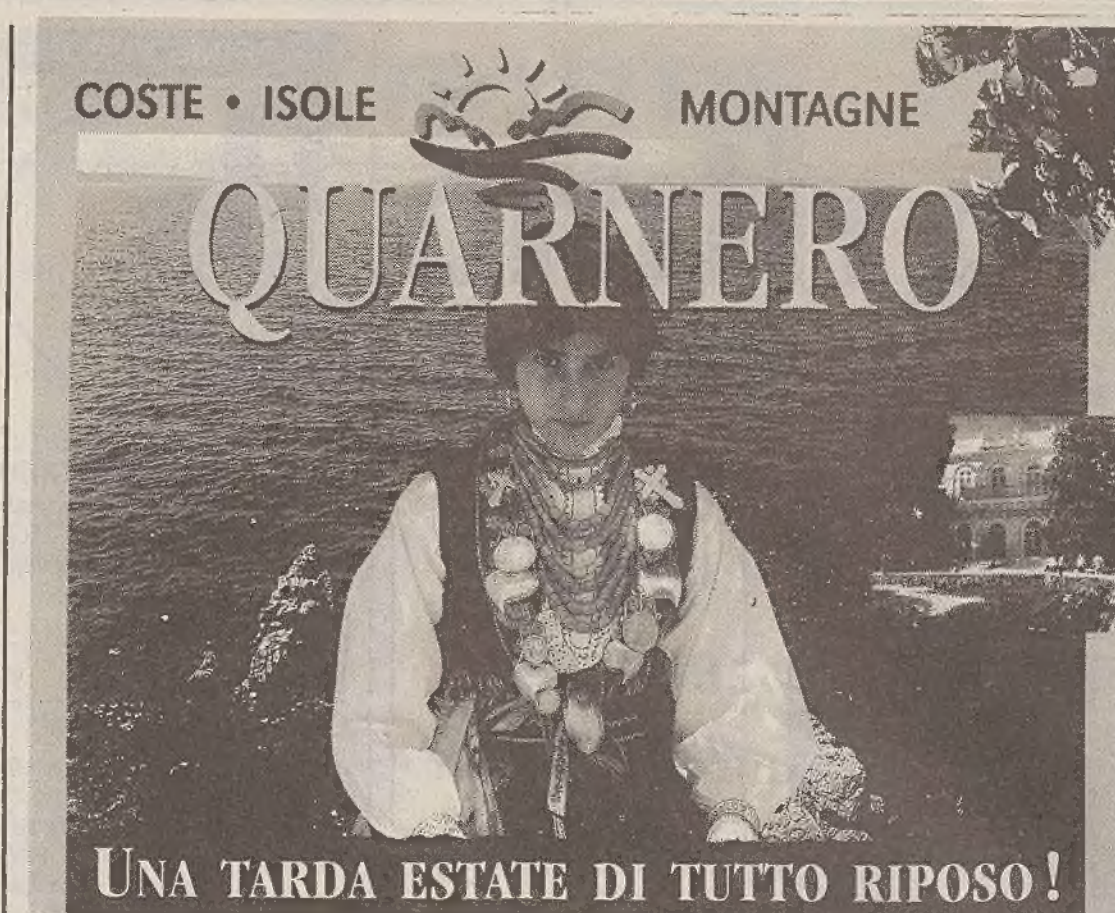 COSTE • ISOLE MONTAGNE
QUARNERO
UNA TARDA ESTATE DI TUTTO RIPOSO!